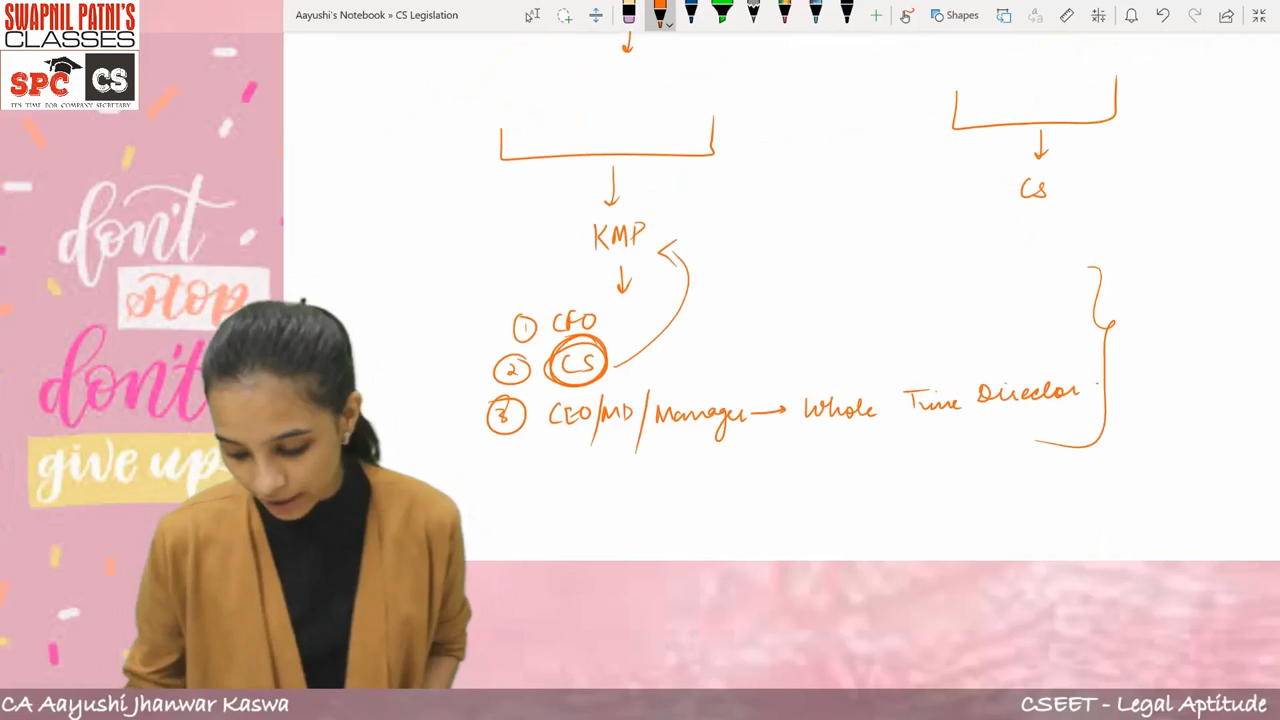 SWAPNIL PATNI'S
CLASSES
SPC CS
IT'S TIME FOR COMPANY SECRETARY
Aayushi's Notebook » CS Legislation
Shapes
CS
KMP
① CFO
② CS
③ CEO/MD/Manager → Whole Time Director
don't
stop
don't
give up
CA Aayushi Jhanwar Kaswa
CSEET - Legal Aptitude